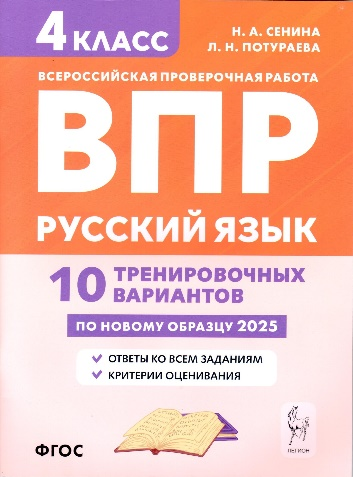 4 КЛАСС
Н. А. СЕНИНА
Л. Н. ПОТУРАЕВА
ВСЕРОССИЙСКАЯ ПРОВЕРОЧНАЯ РАБОТА
ВПР
РУССКИЙ ЯЗЫК
10 ТРЕНИРОВОЧНЫХ
ВАРИАНТОВ
ПО НОВОМУ ОБРАЗЦУ 2025
ОТВЕТЫ КО ВСЕМ ЗАДАНИЯМ
КРИТЕРИИ ОЦЕНИВАНИЯ
ФГОС
ЛЕГИОН